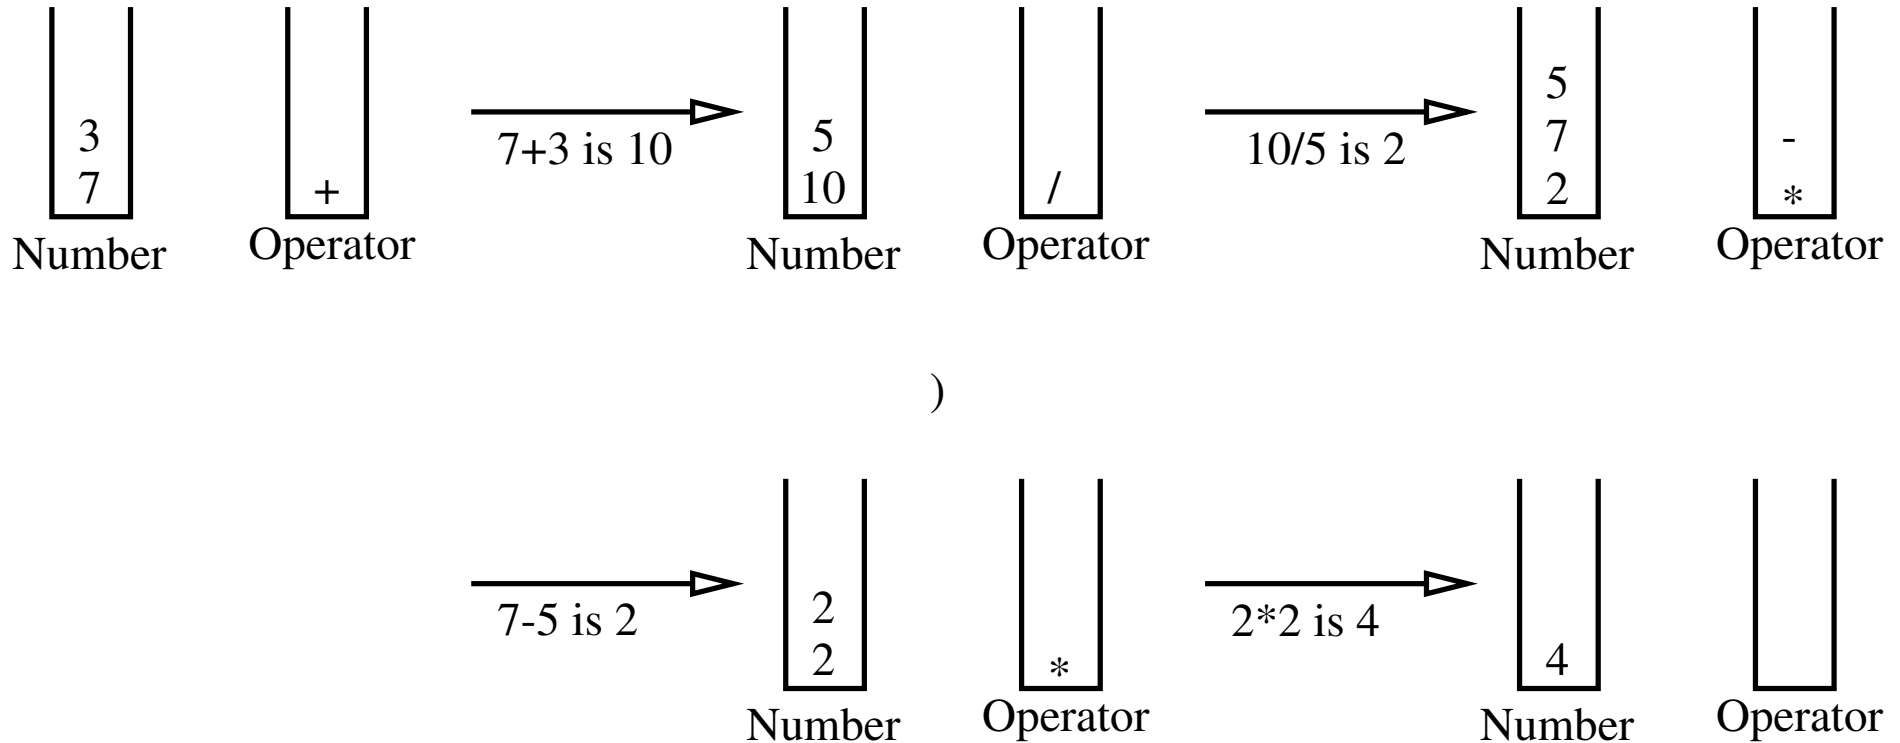 3
7
Number
+
Operator
7+3 is 10
5
10
Number
/
Operator
10/5 is 2
5
7
2
Number
-
*
Operator
)
7-5 is 2
2
2
Number
*
Operator
2*2 is 4
4
Number
Operator